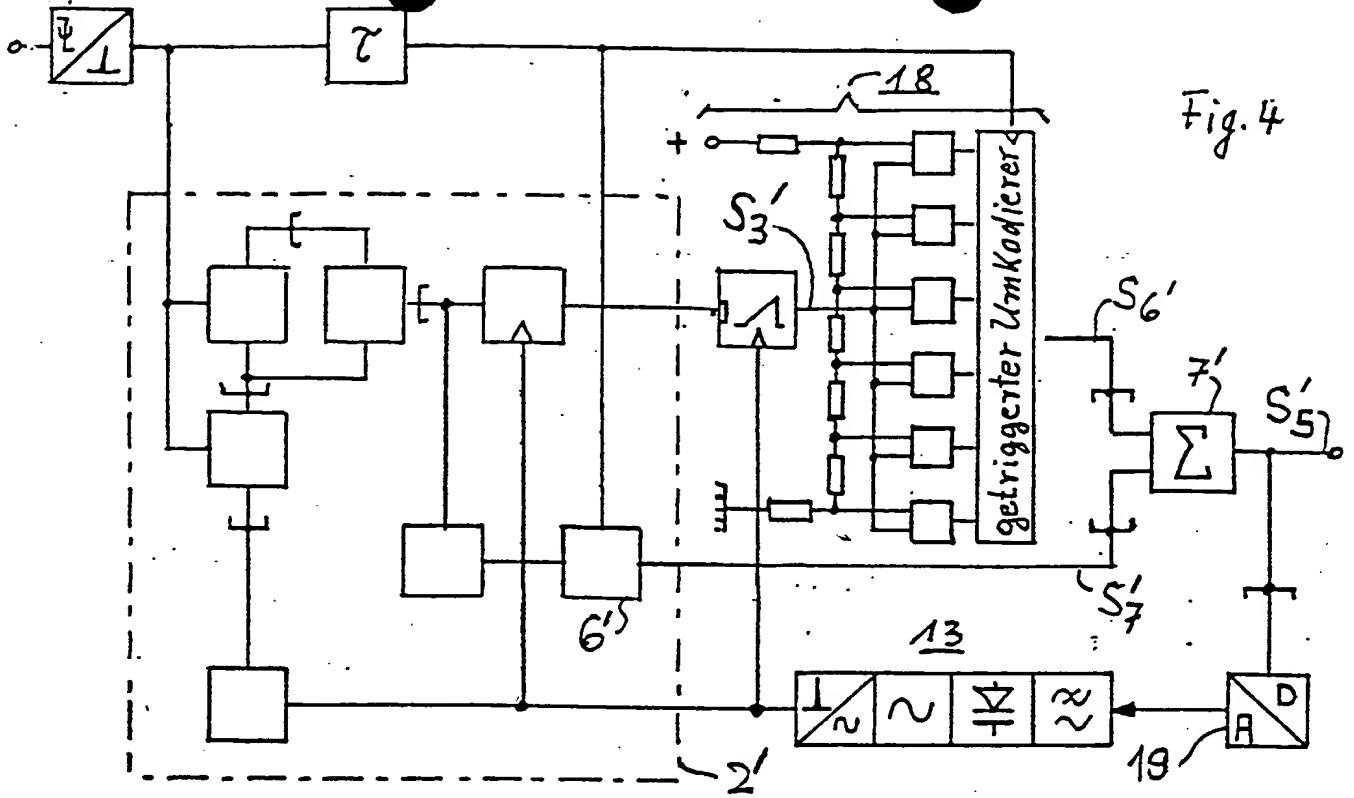 τ
18
Fig. 4
+
S3'
getriggerter Umkodierer
S6'
7'
S5'
Σ
6'
S7'
13
D
A
19
2'